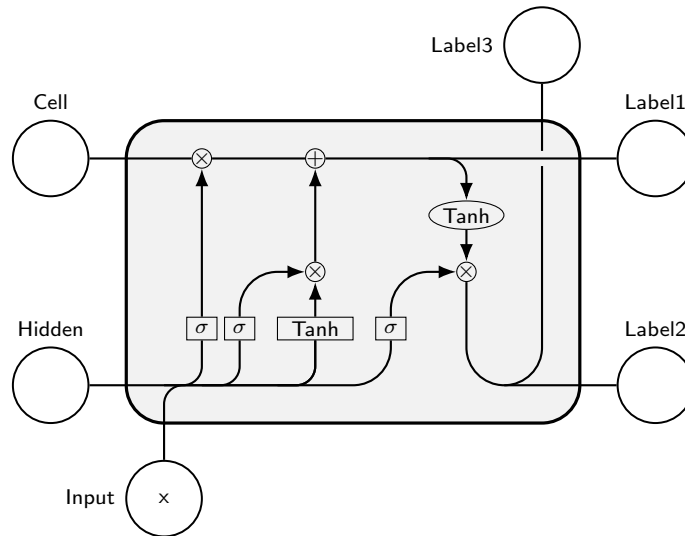 Label3
Cell
Label1
×
+
Tanh
×
×
Hidden
σ
σ
Tanh
σ
Label2
Input
x